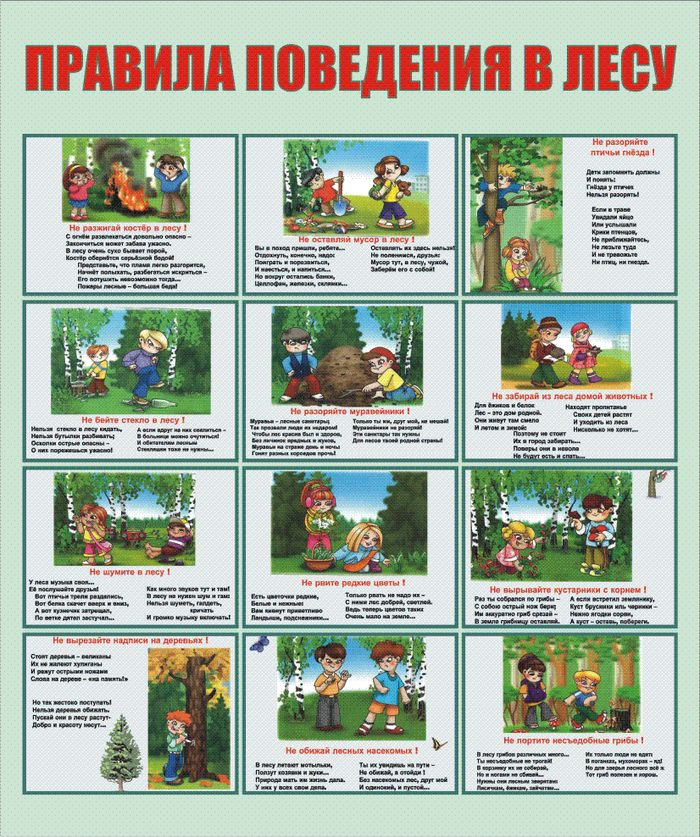 ПРАВИЛА ПОВЕДЕНИЯ В ЛЕСУ
Не разжигай костёр в лесу !
С огнём развлекаться довольно опасно –
Закончиться может забава ужасно.
В лесу очень сухо бывает порой,
Костёр обернётся серьёзной бедой!
Представьте, что пламя легко разгорится,
Начнёт полыхать, разбегаться искриться –
Его потушить невозможно тогда...
Пожары лесные – большая беда!
Не оставляй мусор в лесу !
Вы в поход пришли, ребята...
Отдохнуть, конечно, надо:
Поиграть и порезвиться,
И наесться, и напиться...
Но вокруг остались банки,
Целлофан, железки, склянки...
Оставлять их здесь нельзя!
Не поленимся, друзья:
Мусор тут, в лесу, чужой,
Заберём его с собой!
Не разоряйте
птичьи гнёзда !
Дети запомнить должны
И понять:
Гнёзда у птичек
Нельзя разорять!
Если в траве
Увидали яйцо
Или услышали
Крики птенцов,
Не приближайтесь,
Не лезьте туда
И не тревожьте
Ни птиц, ни гнезда.
Не бейте стекло в лесу !
Нельзя стекло в лесу кидать,
Нельзя бутылки разбивать;
Осколки острые опасны –
О них порежешься ужасно!
А если вдруг на них свалиться –
В больнице можно очутиться!
И обитателям лесным
Стекляшки тоже не нужны...
Не разоряйте муравейники !
Муравьи – лесные санитары;
Так прозвали люди их недаром!
Чтобы лес красив был и здоров,
Без личинок вредных и жуков,
Муравьи на страже день и ночь:
Гонят разных короедов прочь!
Только ты им, друг мой, не мешай!
Муравейники не разоряй!
Эти санитары так нужны
Для лесов твоей родной страны!
Не забирай из леса домой животных !
Для ёжиков и белок
Лес – это дом родной.
Они живут там смело
И летом и зимой:
Находят пропитанье
Своих детей растят
И уходить из леса
Нисколько не хотят...
Поэтому не стоит
Их в город забирать...
Поверь: они в неволе
Не будут есть и спать...
Не шумите в лесу !
У леса музыка своя...
Её послушайте друзья!
Вот птичьи трели раздались,
Вот белка скачет вверх и вниз,
А вот кузнечик затрещал,
По ветке дятел застучал...
Как много звуков тут и там!
В лесу не нужен шум и гам:
Нельзя шуметь, галдеть,
кричать
И громко музыку включать!
Не рвите редкие цветы !
Есть цветочки редкие,
Белые и нежные:
Вам кивнут приветливо
Ландыши, подснежники...
Только рвать не надо их –
С ними лес добрей, светлей.
Ведь теперь цветов таких
Очень мало на земле...
Не вырывайте кустарники с корнем !
Раз ты собрался по грибы –
С собою острый нож бери;
Им аккуратно гриб срезай –
В земле грибницу оставляй.
А если встретил землянику,
Куст брусники иль черники –
Нежно ягодки сорви,
А куст – оставь, побереги.
Не вырезайте надписи на деревьях !
Стоят деревья – великаны
Их не жалеют хулиганы
И режут острыми ножами
Слова на дереве – «на память!»
Но так жестоко поступать!
Нельзя деревья обижать.
Пускай они в лесу растут-
Добро и красоту несут...
Не обижай лесных насекомых !
В лесу летают мотыльки,
Ползут козявки и жуки...
Природа мать им жизнь дала.
У них у всех свои дела.
Ты их увидишь на пути –
Не обижай, а отойди !
Без насекомых лес, друг мой
И одинокий, и пустой...
Не портите несъедобные грибы !
В лесу грибов различных много...
Ты несъедобные не трогай!
В корзинку их не собирай,
Но и ногами не сбивай...
Нужны они лесным зверятам:
Лисичкам, ёжикам, зайчатам...
Их только люди не едят:
В поганках, мухоморах - яд!
Но для зверья лесного всё ж
Тот гриб полезен и хорош.